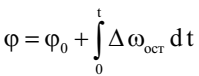 φ = φ₀ + ∫₀ᵗ Δω_ост dt